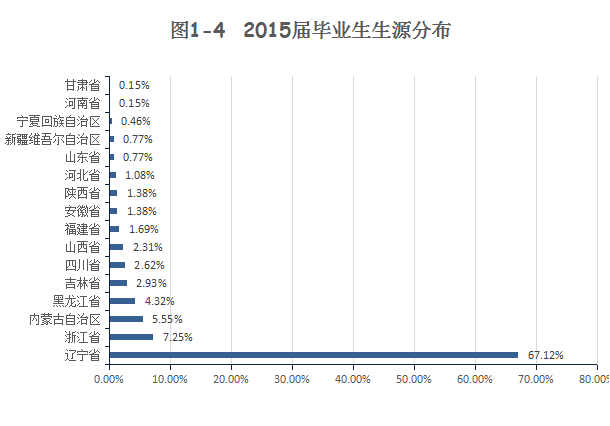 图1-4 2015届毕业生生源分布
甘肃省 0.15%
河南省 0.15%
宁夏回族自治区 0.46%
新疆维吾尔自治区 0.77%
山东省 0.77%
河北省 1.08%
陕西省 1.38%
安徽省 1.38%
福建省 1.69%
山西省 2.31%
四川省 2.62%
吉林省 2.93%
黑龙江省 4.32%
内蒙古自治区 5.55%
浙江省 7.25%
辽宁省 67.12%
0.00% 10.00% 20.00% 30.00% 40.00% 50.00% 60.00% 70.00% 80.00%